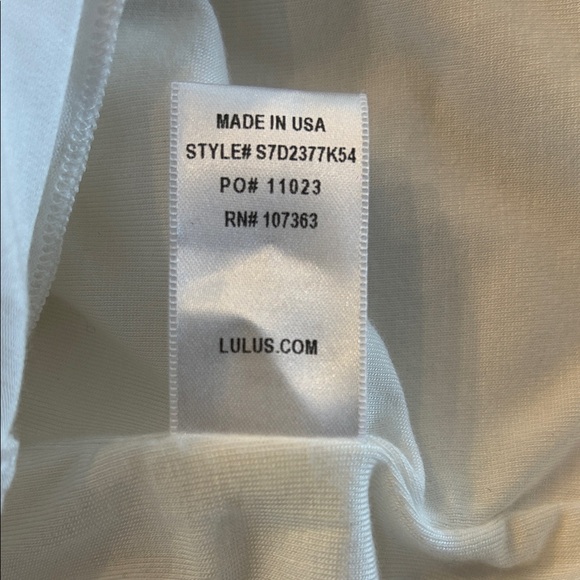 MADE IN USA
STYLE# S7D2377K54
PO# 11023
RN# 107363
LULUS.COM